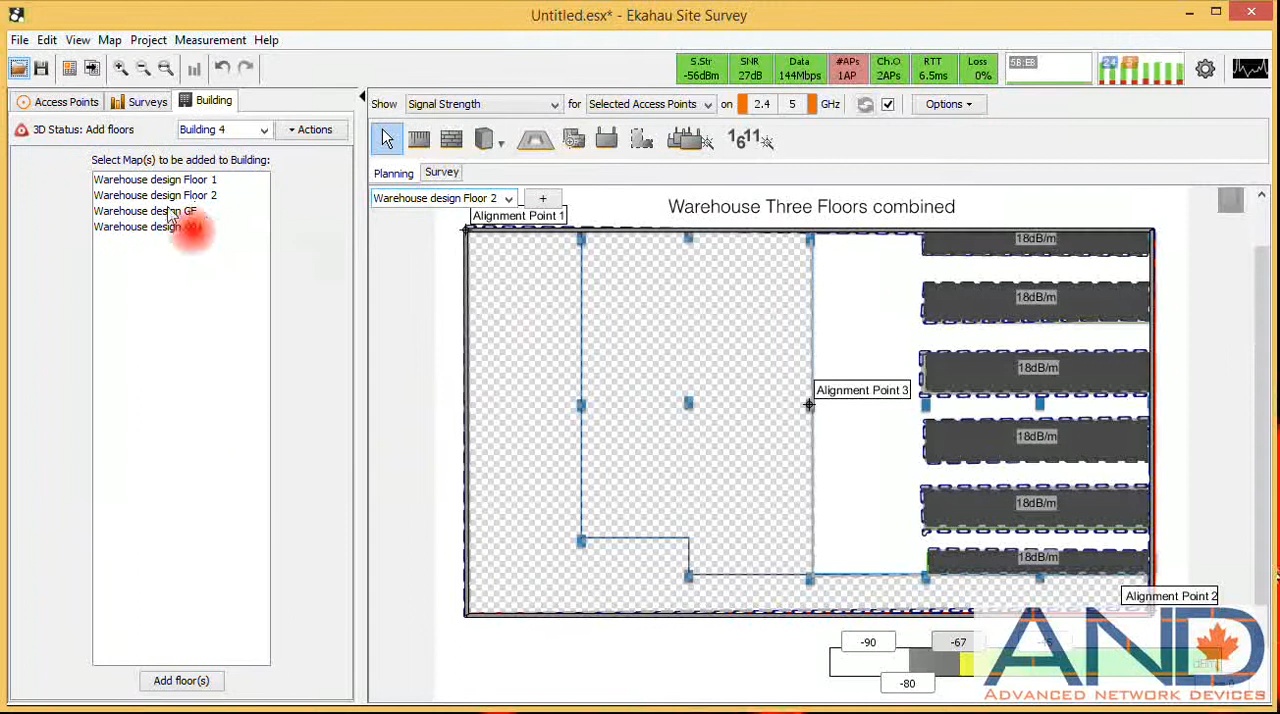 Untitled.esx* - Ekahau Site Survey
File Edit View Map Project Measurement Help
S.Str
-56dBm
SNR
27dB
Data
144Mbps
#APs
1AP
Ch.O
2APs
RTT
6.5ms
Loss
0%
5B:EB
Access Points
Surveys
Building
Show Signal Strength for Selected Access Points on 2.4 5 GHz Options
3D Status: Add floors Building 4 Actions
Select Map(s) to be added to Building:
Warehouse design Floor 1
Warehouse design Floor 2
Warehouse design GF
Warehouse design
Add floor(s)
Planning Survey
Warehouse design Floor 2 +
Warehouse Three Floors combined
Alignment Point 1
18dB/m
18dB/m
18dB/m
Alignment Point 3
18dB/m
18dB/m
18dB/m
Alignment Point 2
-90 -67
-80
AND
ADVANCED NETWORK DEVICES